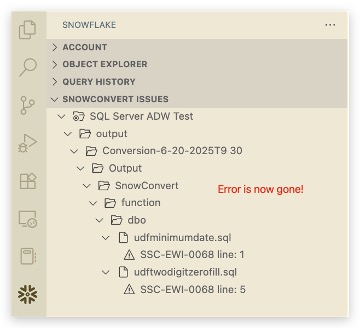 SNOWFLAKE
ACCOUNT
OBJECT EXPLORER
QUERY HISTORY
SNOWCONVERT ISSUES
SQL Server ADW Test
output
Conversion-6-20-2025T9 30
Output
SnowConvert
Error is now gone!
function
dbo
udfminimumdate.sql
SSC-EWI-0068 line: 1
udftwodigitzerofill.sql
SSC-EWI-0068 line: 5